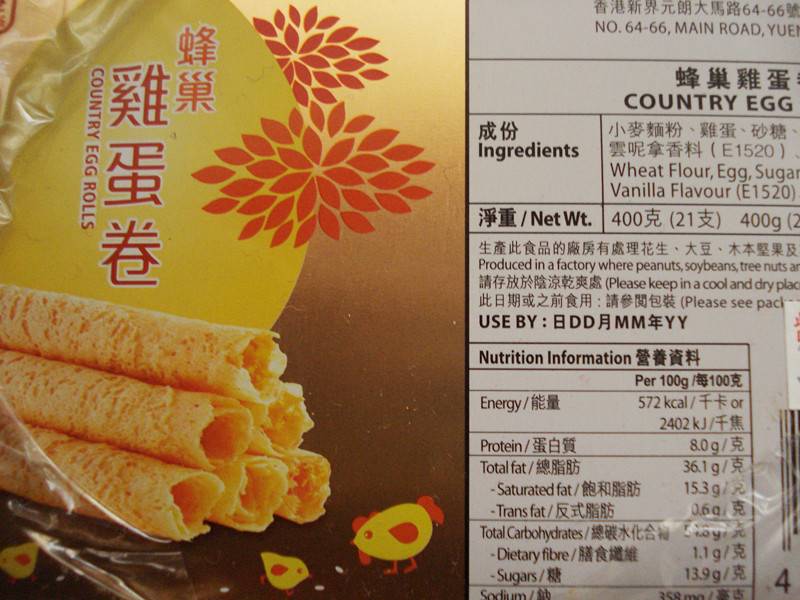 蜂巢
雞蛋卷
COUNTRY EGG ROLLS
香港新界元朗大馬路64-66號
NO. 64-66, MAIN ROAD, YUEN
蜂巢雞蛋
COUNTRY EGG
成份
Ingredients
小麥麵粉、雞蛋、砂糖、
雲呢拿香料（E1520）、
Wheat Flour, Egg, Sugar
Vanilla Flavour (E1520)
淨重 / Net Wt.
400克 (21支) 400g (2
生產此食品的廠房有處理花生、大豆、木本堅果及
Produced in a factory where peanuts, soybeans, tree nuts an
請存放於陰涼乾爽處 (Please keep in a cool and dry plac
此日期或之前食用 : 請參閱包裝 (Please see pack
USE BY : 日DD月MM年YY
Nutrition Information 營養資料
Per 100g /每100克
Energy / 能量 572 kcal / 千卡 or
2402 kJ /千焦
Protein / 蛋白質 8.0 g / 克
Total fat / 總脂肪 36.1 g / 克
- Saturated fat / 飽和脂肪 15.3 g / 克
- Trans fat / 反式脂肪 0.6 g / 克
Total Carbohydrates / 總碳水化合物 54.8 g / 克
- Dietary fibre / 膳食纖維 1.1 g / 克
- Sugars / 糖 13.9 g / 克
Sodium / 鈉 358 mg / 毫克
4